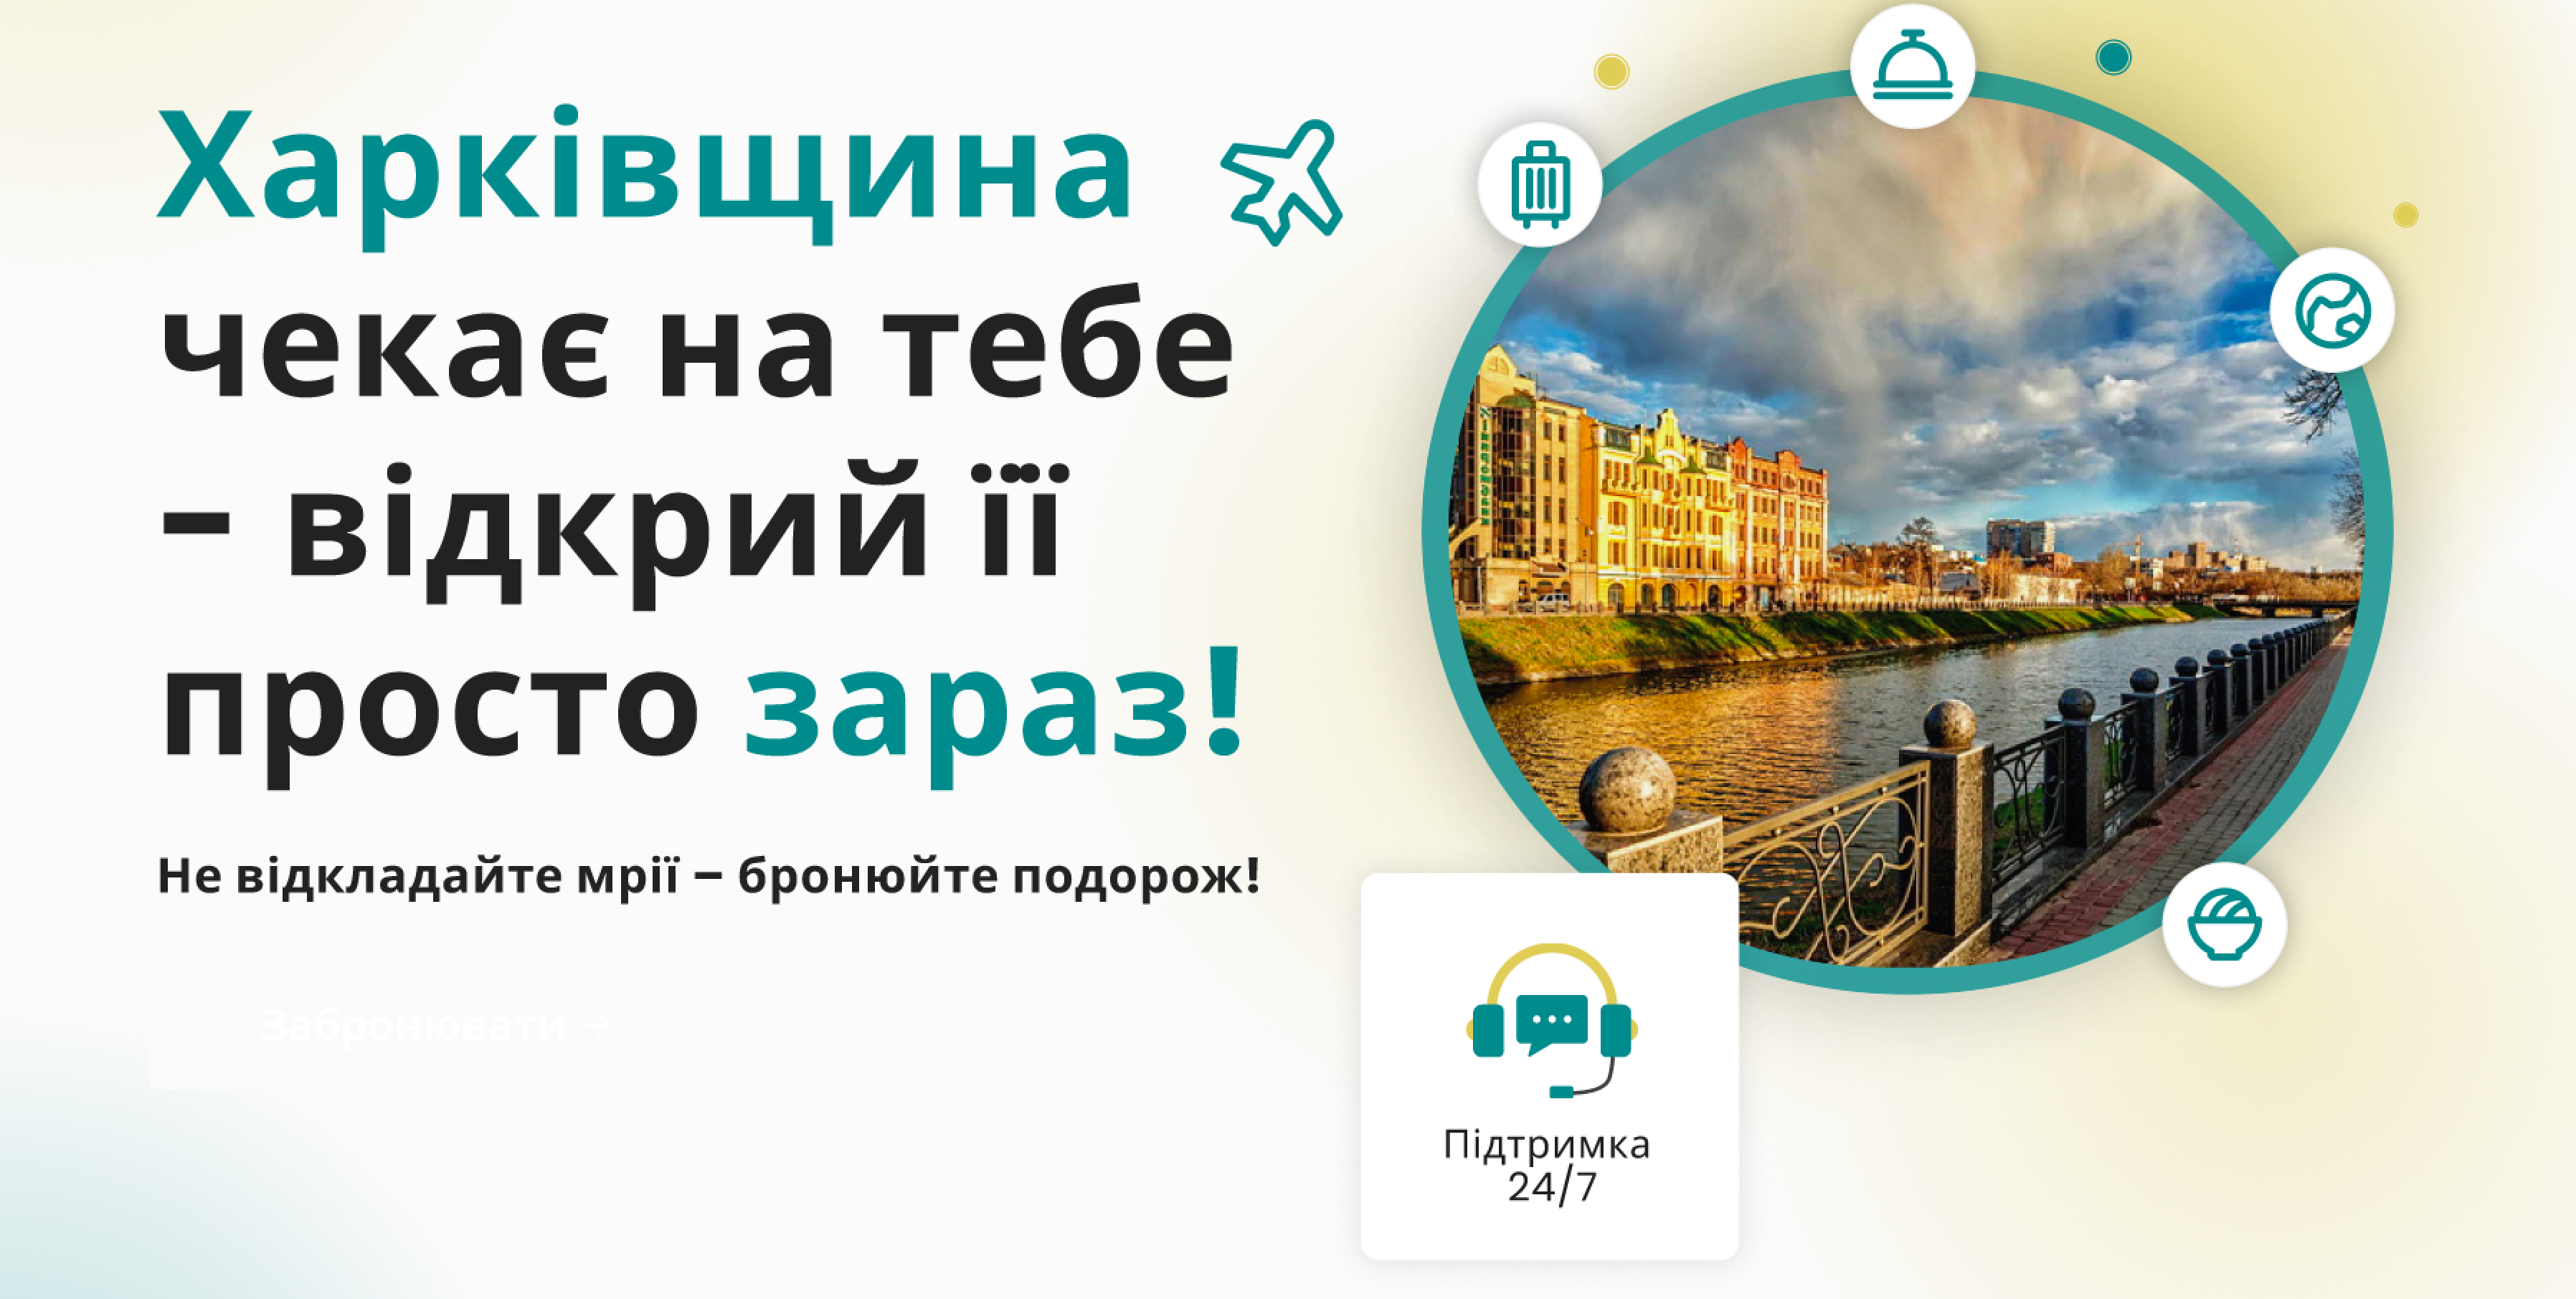 Харківщина
чекає на тебе
– відкрий її
просто зараз!
Не відкладайте мрії – бронюйте подорож!
Забронювати →
Підтримка
24/7